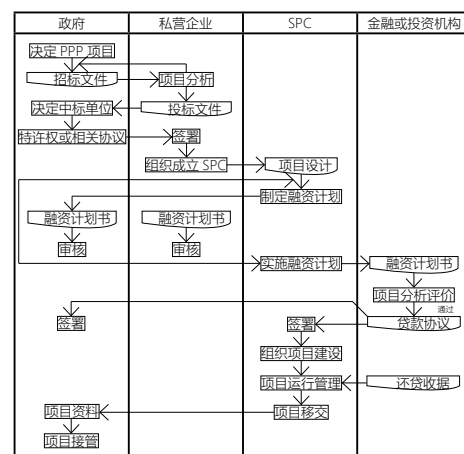 政府 私营企业 SPC 金融或投资机构
决定 PPP 项目
招标文件 项目分析
决定中标单位 投标文件
特许权或相关协议 签署
组织成立 SPC 项目设计
制定融资计划
融资计划书 融资计划书
审核 审核
实施融资计划 融资计划书
项目分析评价
通过
签署 签署 贷款协议
组织项目建设
项目运行管理 还贷收据
项目资料 项目移交
项目接管